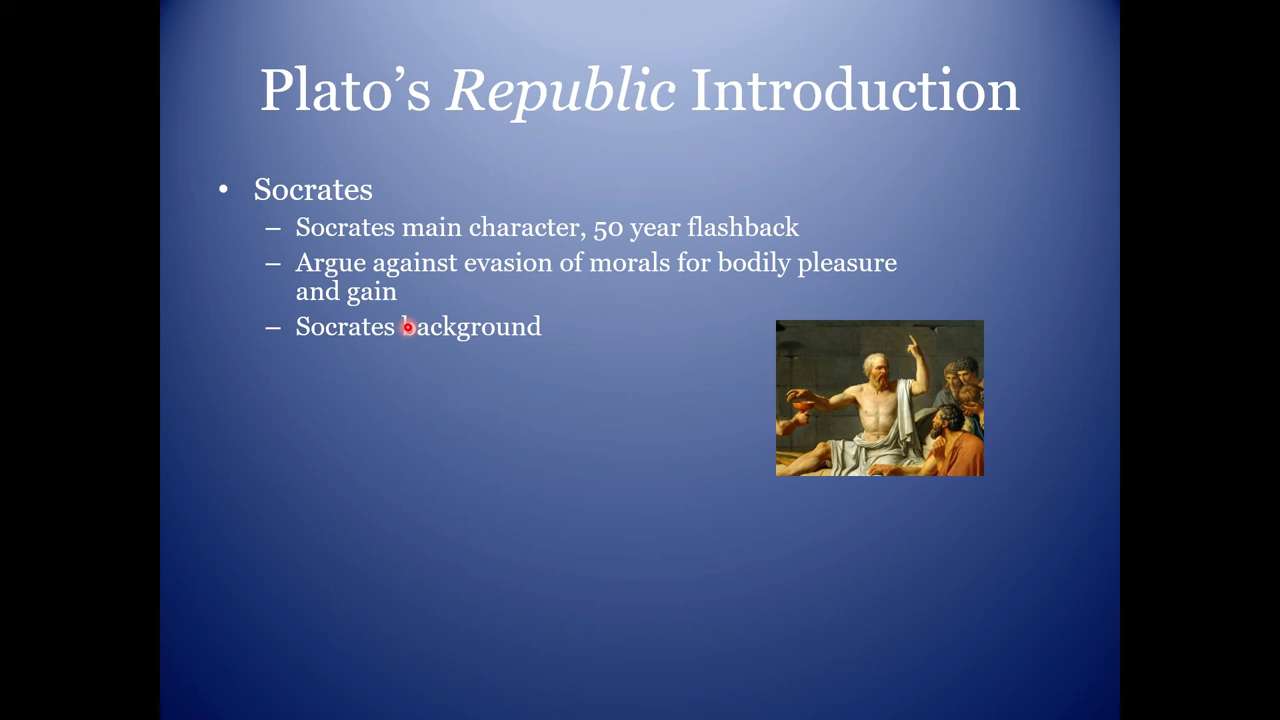 Plato’s Republic Introduction
• Socrates
– Socrates main character, 50 year flashback
– Argue against evasion of morals for bodily pleasure
and gain
– Socrates background